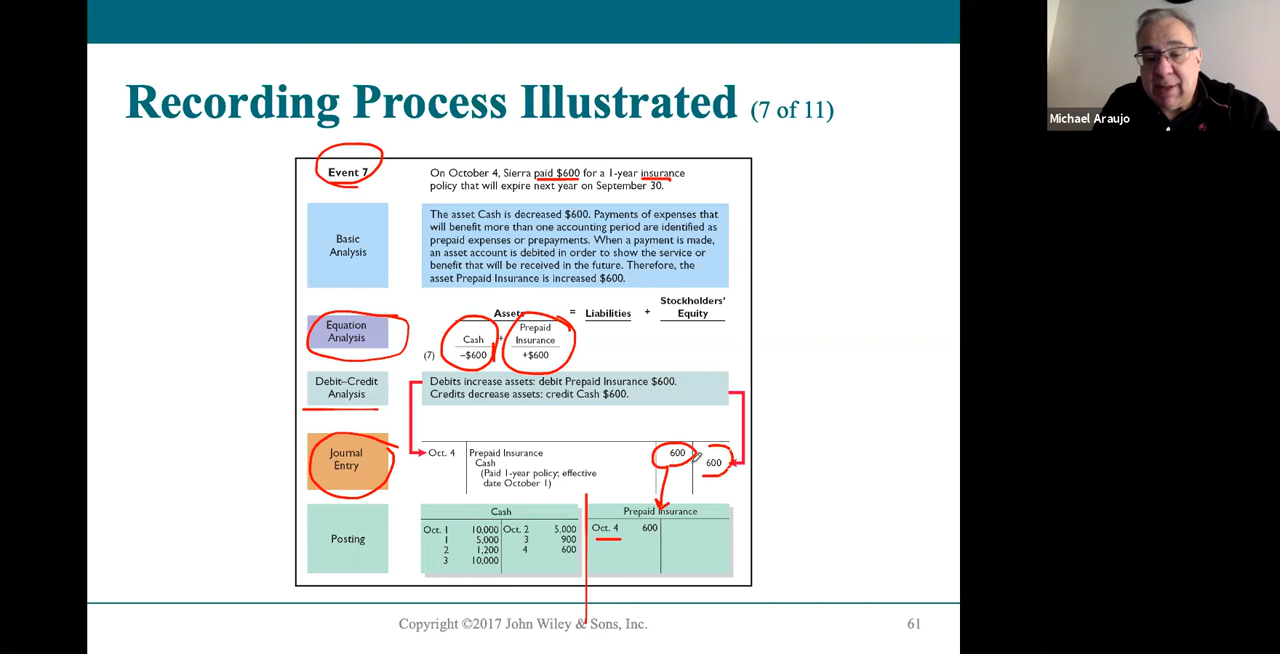 Recording Process Illustrated (7 of 11)
Michael Araujo
Event 7
On October 4, Sierra paid $600 for a 1-year insurance
policy that will expire next year on September 30.
Basic
Analysis
The asset Cash is decreased $600. Payments of expenses that
will benefit more than one accounting period are identified as
prepaid expenses or prepayments. When a payment is made,
an asset account is debited in order to show the service or
benefit that will be received in the future. Therefore, the
asset Prepaid Insurance is increased $600.
Equation
Analysis
Assets = Liabilities + Stockholders'
Equity
Cash + Prepaid
Insurance
(7) –$600 +$600
Debit–Credit
Analysis
Debits increase assets: debit Prepaid Insurance $600.
Credits decrease assets: credit Cash $600.
Journal
Entry
Oct. 4 Prepaid Insurance 600
Cash 600
(Paid 1-year policy; effective
date October 1)
Posting
Cash
Oct. 1 10,000 Oct. 2 5,000
1 5,000 3 900
2 1,200 4 600
3 10,000
Prepaid Insurance
Oct. 4 600
Copyright ©2017 John Wiley & Sons, Inc.
61